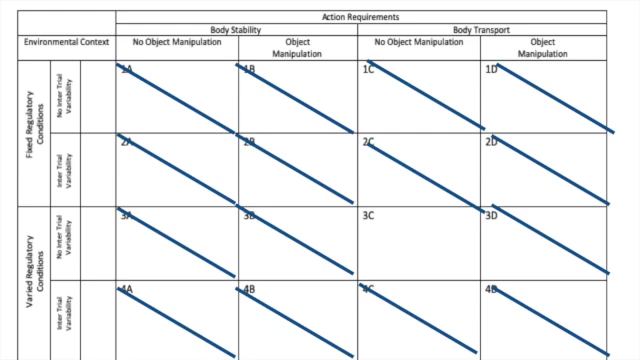 Action Requirements
Body Stability Body Transport
Environmental Context No Object Manipulation Object Manipulation No Object Manipulation Object Manipulation
Fixed Regulatory Conditions
No Inter Trial Variability
1A 1B 1C 1D
Inter Trial Variability
2A 2B 2C 2D
Varied Regulatory Conditions
No Inter Trial Variability
3A 3B 3C 3D
Inter Trial Variability
4A 4B 4C 4D